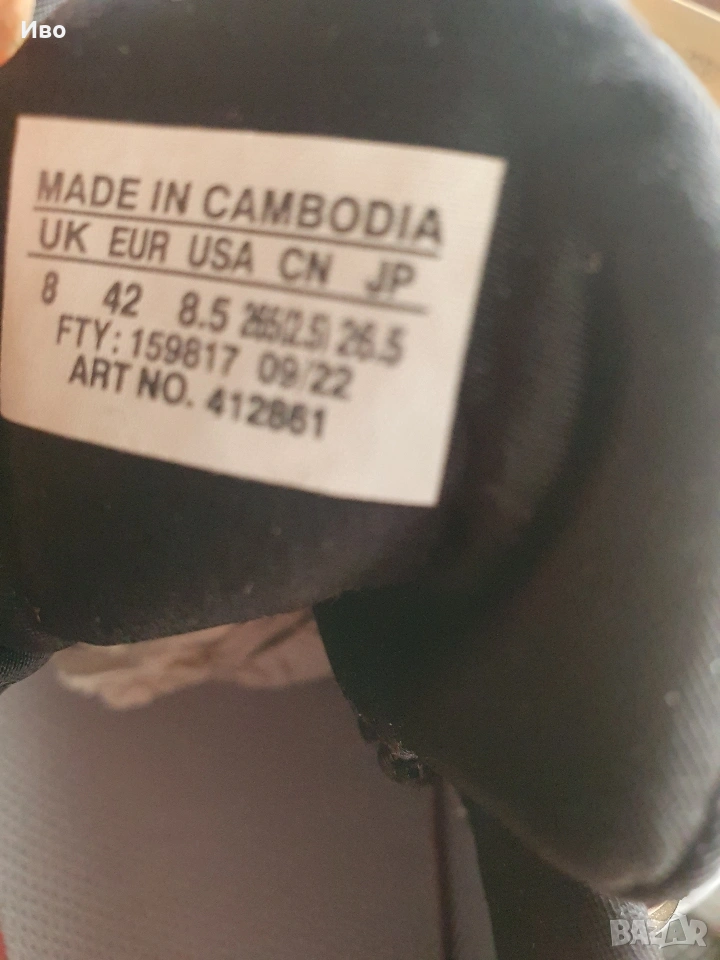 Иво
MADE IN CAMBODIA
UK EUR USA CN JP
8 42 8.5 265(2.5) 26.5
FTY: 159817 09/22
ART NO. 412861
BAZAR